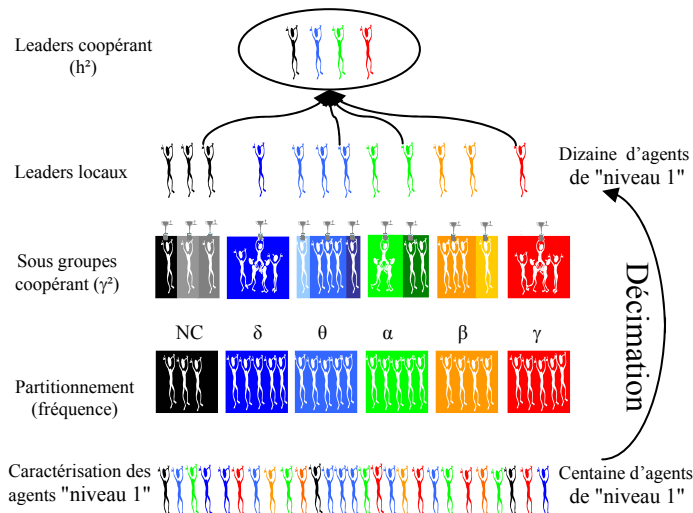 Leaders coopérant
(h²)
Leaders locaux
Dizaine d'agents
de "niveau 1"
Sous groupes
coopérant (γ²)
Décimation
NC δ θ α β γ
Partitionnement
(fréquence)
Caractérisation des
agents "niveau 1"
Centaine d'agents
de "niveau 1"